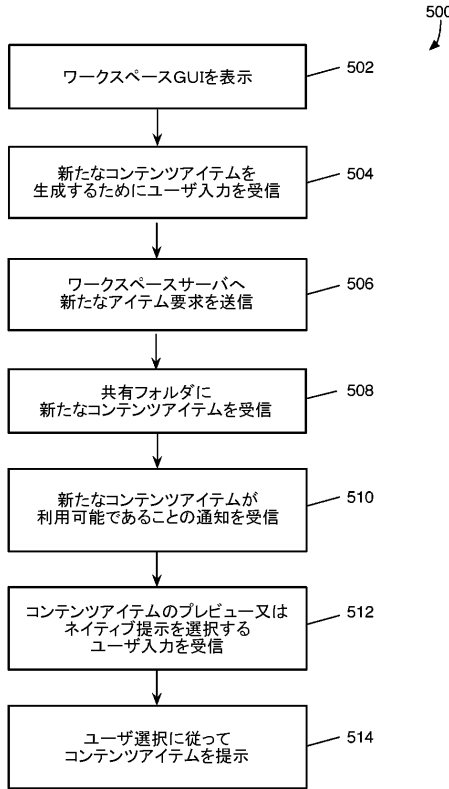 500
ワークスペースGUIを表示
502
新たなコンテンツアイテムを
生成するためにユーザ入力を受信
504
ワークスペースサーバへ
新たなアイテム要求を送信
506
共有フォルダに
新たなコンテンツアイテムを受信
508
新たなコンテンツアイテムが
利用可能であることの通知を受信
510
コンテンツアイテムのプレビュー又は
ネイティブ提示を選択する
ユーザ入力を受信
512
ユーザ選択に従って
コンテンツアイテムを提示
514